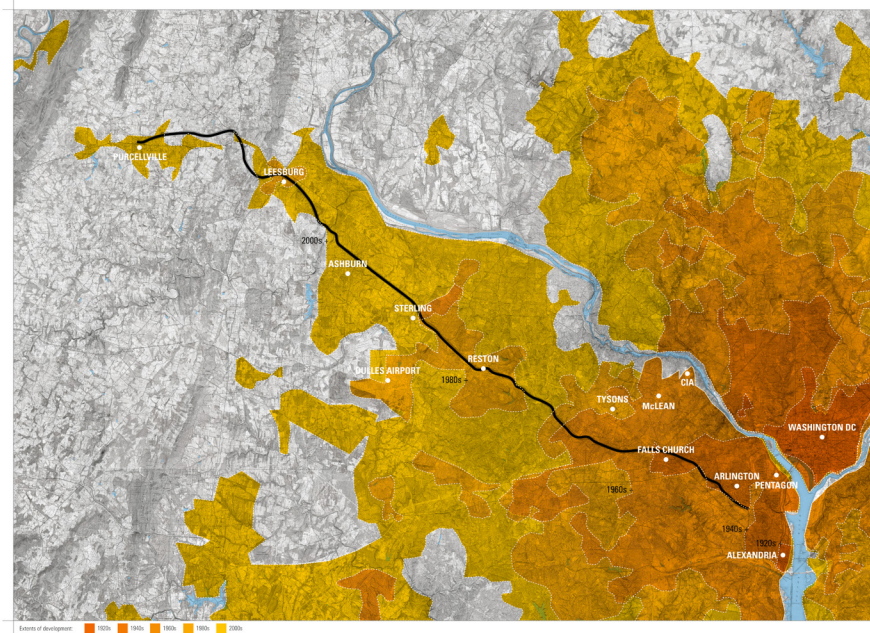 PURCELLVILLE
LEESBURG
2000s +
ASHBURN
STERLING
DULLES AIRPORT
RESTON
1980s +
CIA
TYSONS
McLEAN
WASHINGTON DC
FALLS CHURCH
ARLINGTON
PENTAGON
1960s +
1940s +
1920s +
ALEXANDRIA
Extents of development: 1920s 1940s 1960s 1980s 2000s